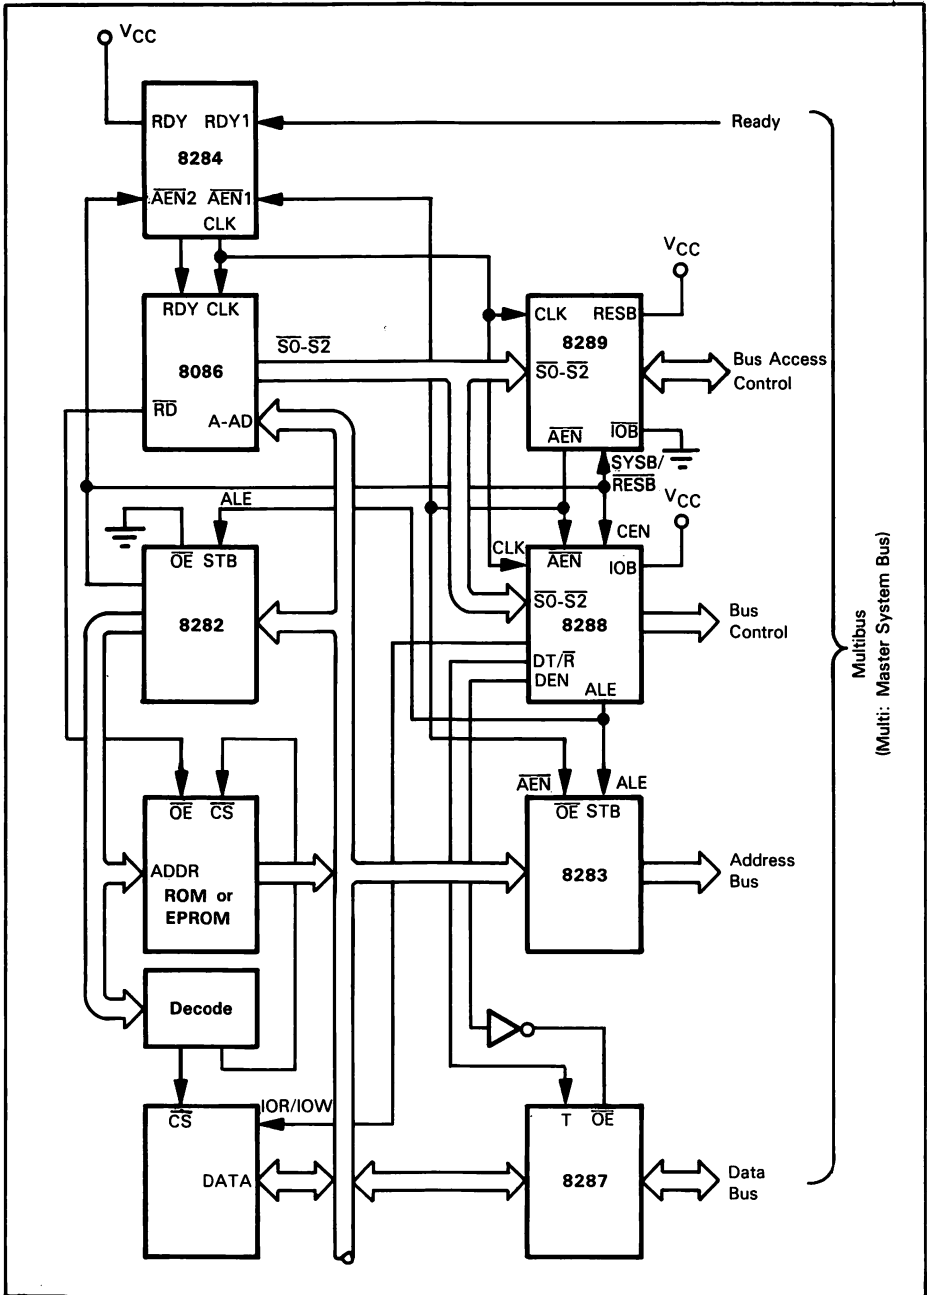 VCC
RDY RDY1
8284
AEN2 AEN1
CLK
Ready
RDY CLK
8086
RD
A-AD
S0-S2
VCC
CLK RESB
8289
S0-S2
AEN IOB
SYSB/
RESB
Bus Access
Control
ALE
OE STB
8282
CLK
AEN
CEN
VCC
IOB
S0-S2
8288
DT/R
DEN
ALE
Bus
Control
OE CS
ADDR
ROM or
EPROM
AEN
ALE
OE STB
8283
Address
Bus
Decode
CS
IOR/IOW
DATA
T OE
8287
Data
Bus
Multibus
(Multi: Master System Bus)